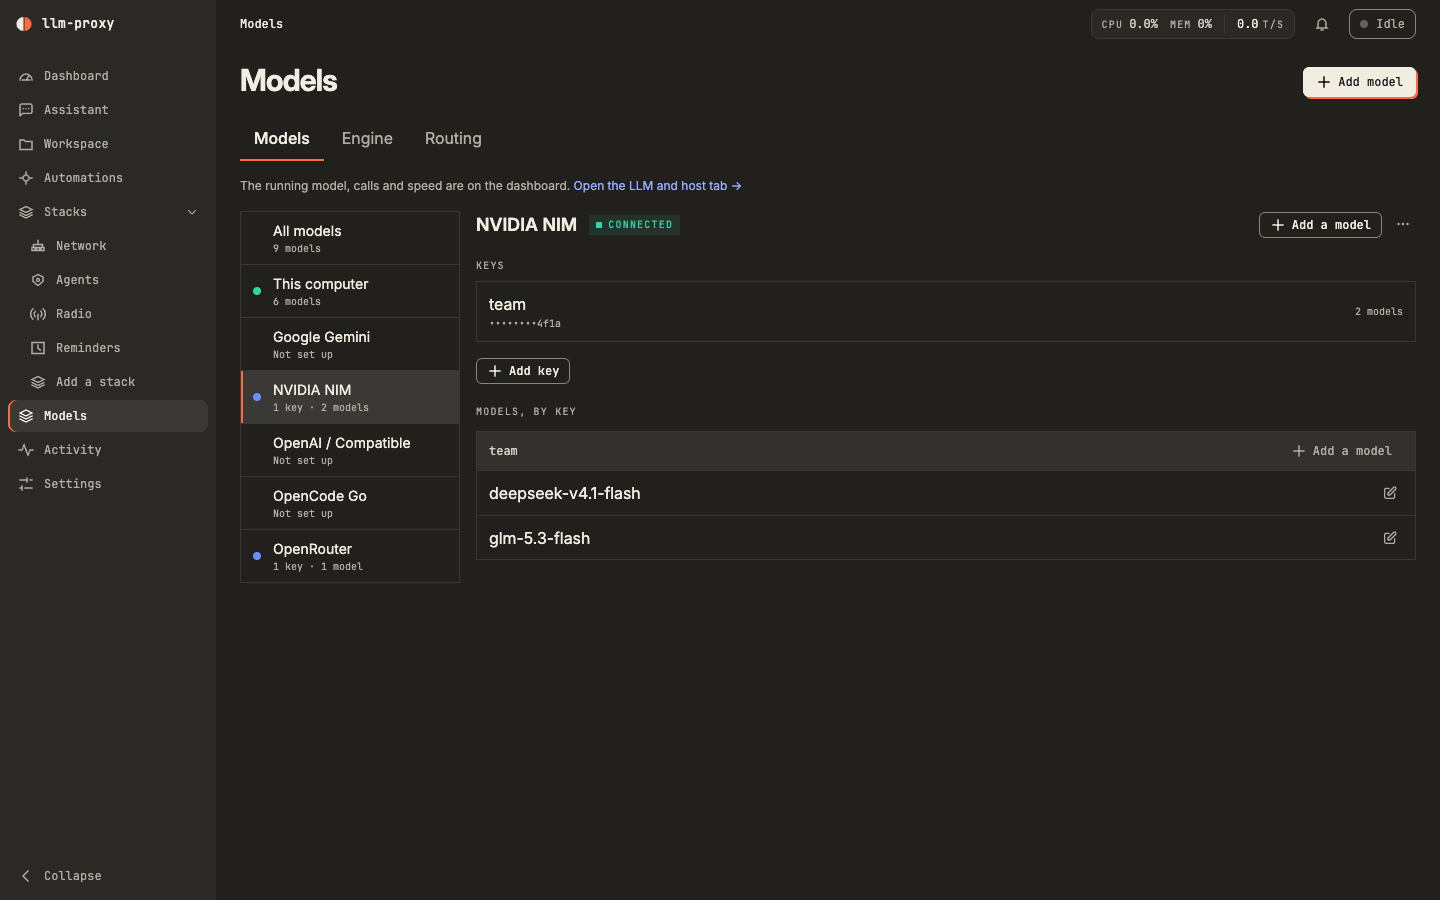 llm-proxy
Dashboard
Assistant
Workspace
Automations
Stacks
Network
Agents
Radio
Reminders
Add a stack
Models
Activity
Settings
Collapse
Models
CPU 0.0% MEM 0% 0.0 T/S
Idle
Models
Add model
Models Engine Routing
The running model, calls and speed are on the dashboard. Open the LLM and host tab →
All models
9 models
This computer
6 models
Google Gemini
Not set up
NVIDIA NIM
1 key · 2 models
OpenAI / Compatible
Not set up
OpenCode Go
Not set up
OpenRouter
1 key · 1 model
NVIDIA NIM CONNECTED
Add a model
KEYS
team
••••••••4f1a
2 models
Add key
MODELS, BY KEY
team
Add a model
deepseek-v4.1-flash
glm-5.3-flash